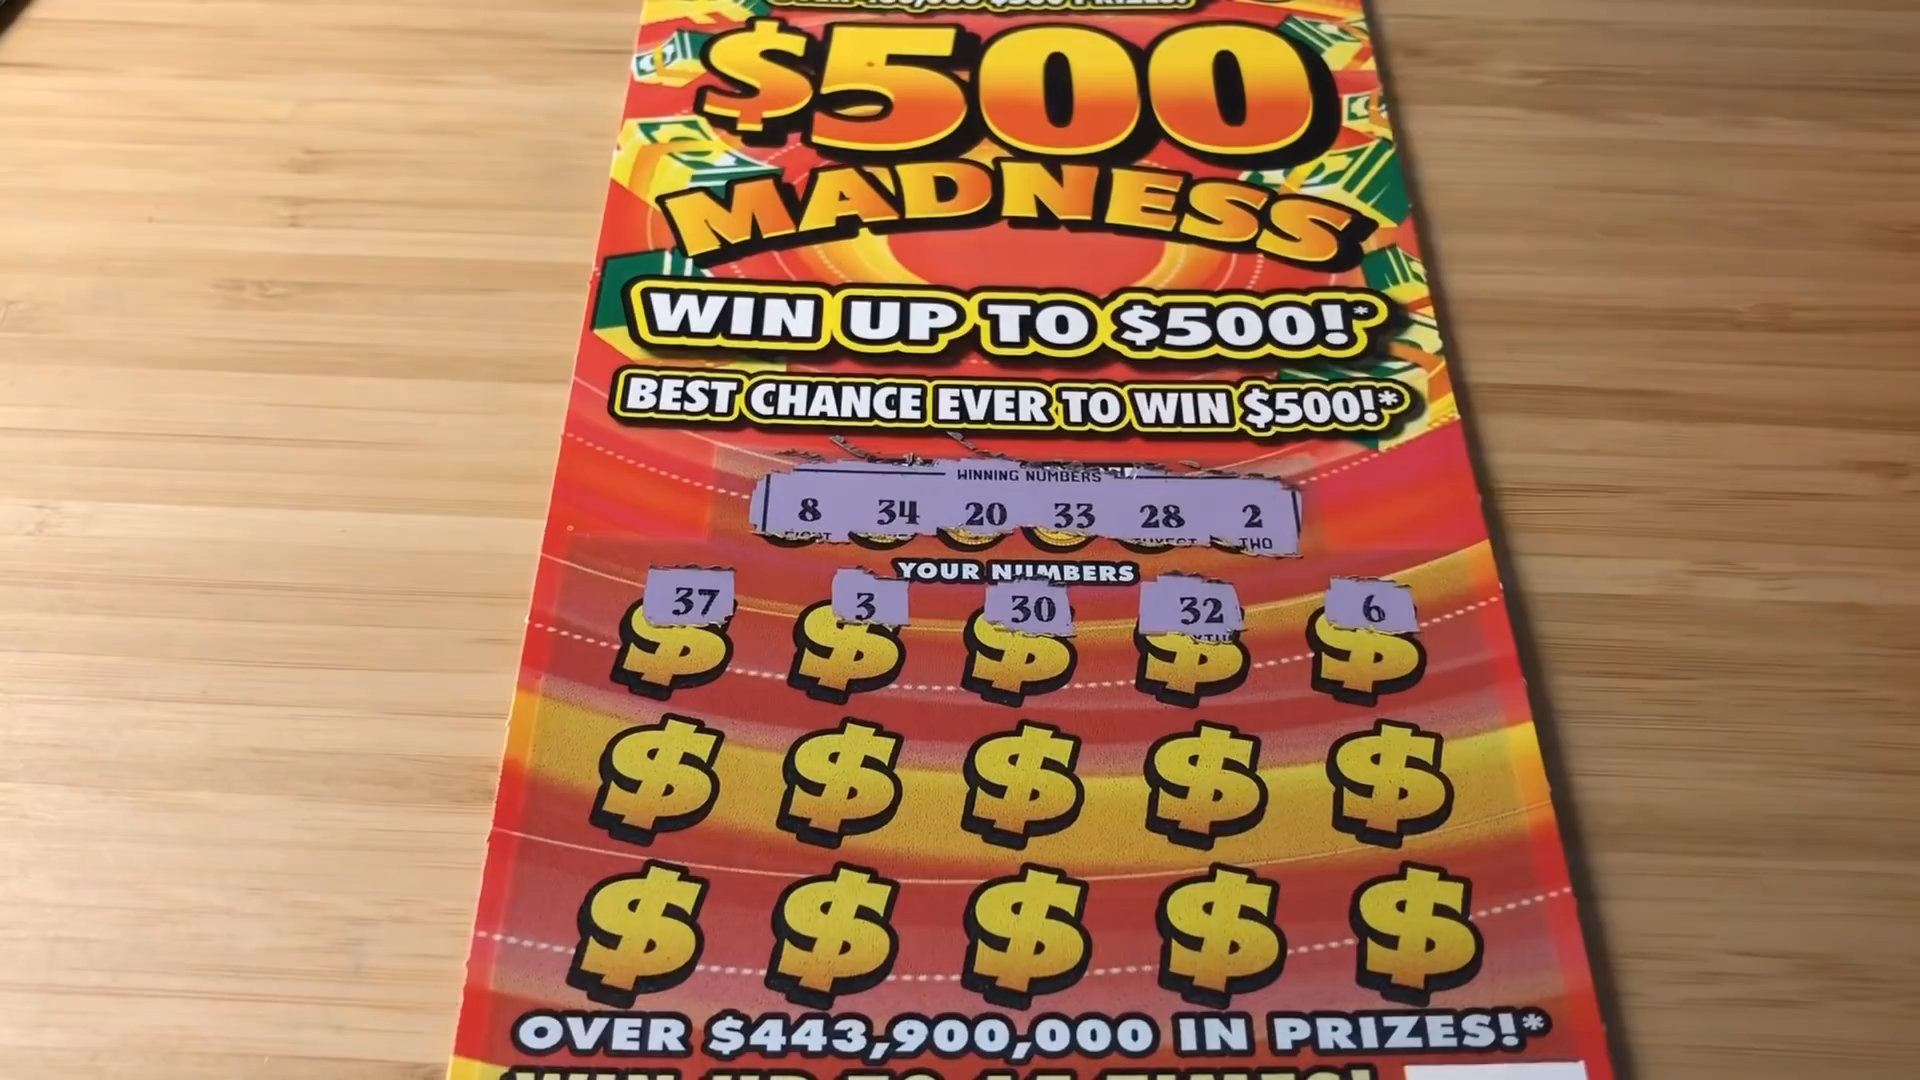 $500
MADNESS
WIN UP TO $500!*
BEST CHANCE EVER TO WIN $500!*
WINNING NUMBERS
8 34 20 33 28 2
TWO
YOUR NUMBERS
37 3 30 32 6
$ $ $ $ $
$ $ $ $ $
$ $ $ $ $
OVER $443,900,000 IN PRIZES!*